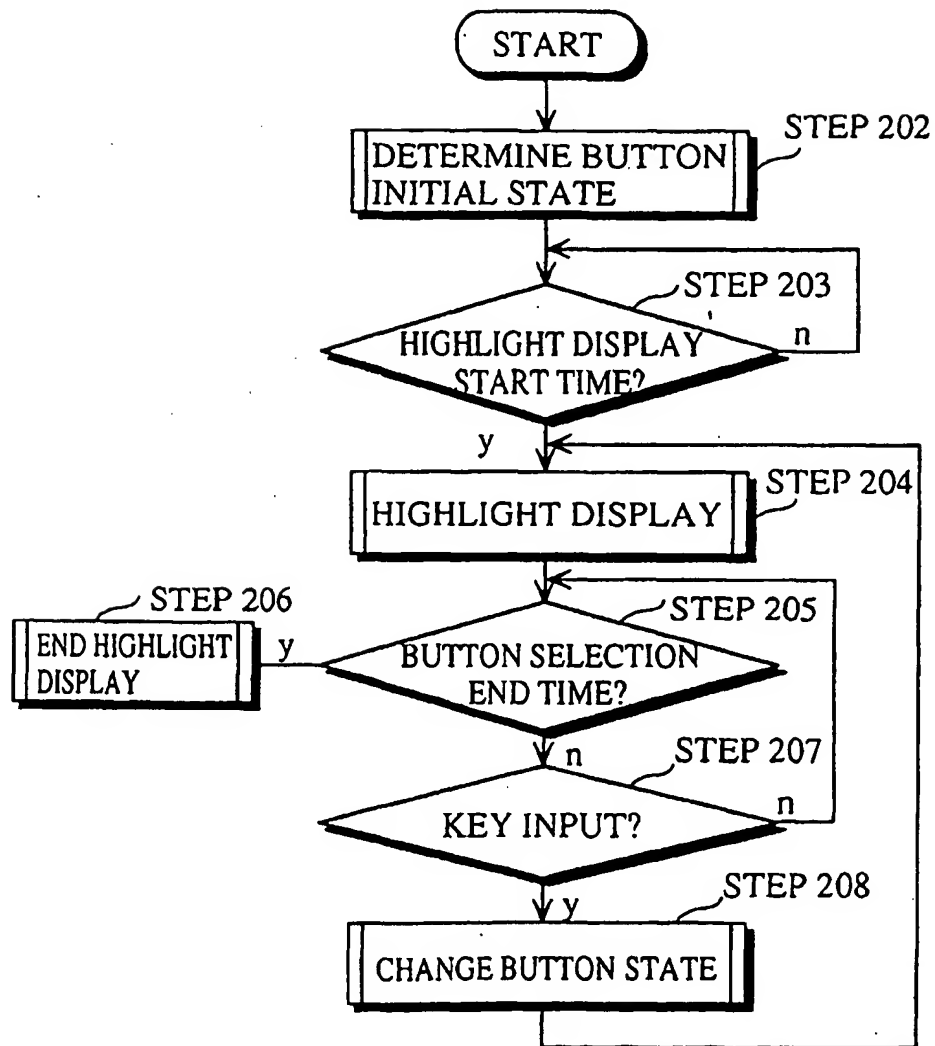 START
STEP 202
DETERMINE BUTTON
INITIAL STATE
STEP 203
HIGHLIGHT DISPLAY
START TIME?
n
y
STEP 204
HIGHLIGHT DISPLAY
STEP 206
END HIGHLIGHT
DISPLAY
y
STEP 205
BUTTON SELECTION
END TIME?
n
STEP 207
KEY INPUT?
n
y
STEP 208
CHANGE BUTTON STATE